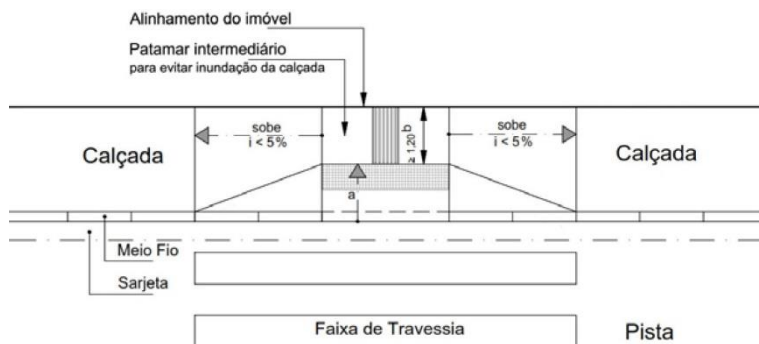 Alinhamento do imóvel
Patamar intermediário
para evitar inundação da calçada
sobe
i < 5%
≥ 1,20
b
sobe
i < 5%
Calçada
Calçada
a
Meio Fio
Sarjeta
Faixa de Travessia
Pista